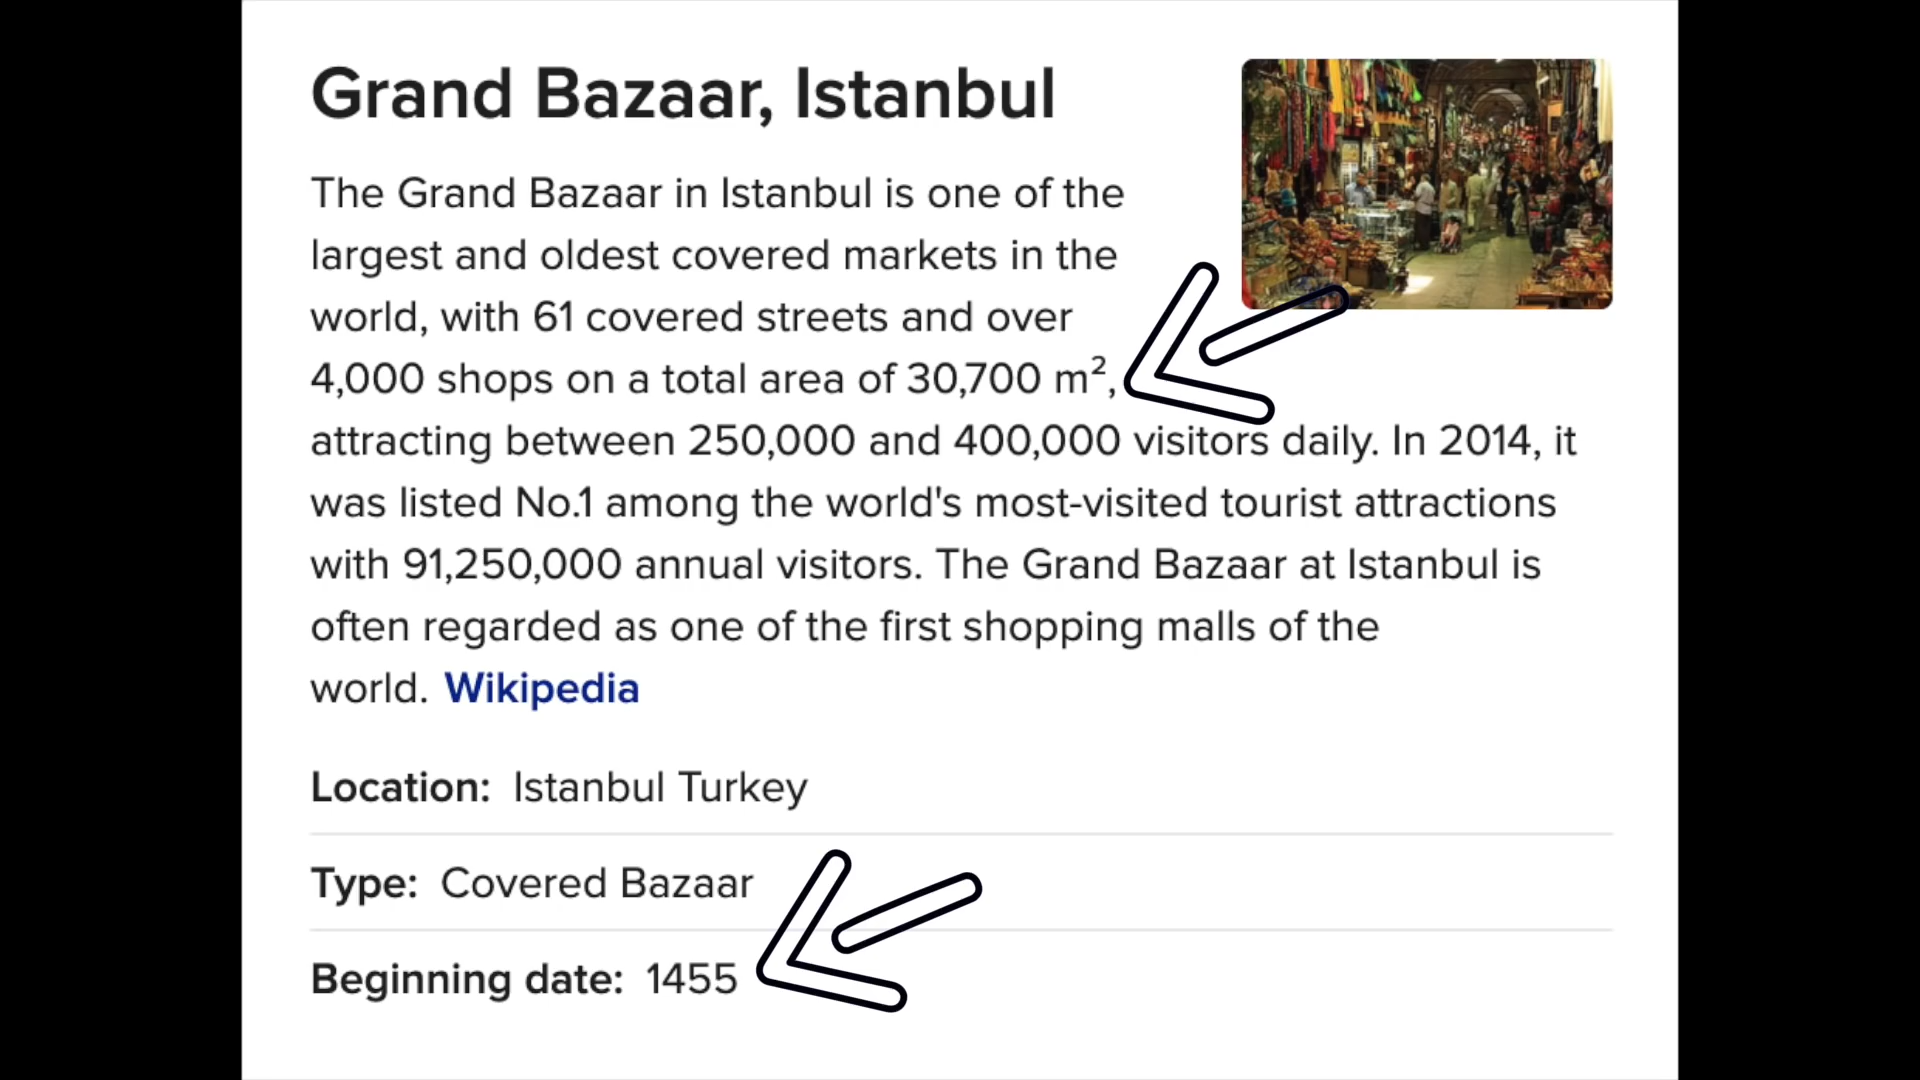 Grand Bazaar, Istanbul
The Grand Bazaar in Istanbul is one of the
largest and oldest covered markets in the
world, with 61 covered streets and over
4,000 shops on a total area of 30,700 m²,
attracting between 250,000 and 400,000 visitors daily. In 2014, it
was listed No.1 among the world's most-visited tourist attractions
with 91,250,000 annual visitors. The Grand Bazaar at Istanbul is
often regarded as one of the first shopping malls of the
world. Wikipedia
Location: Istanbul Turkey
Type: Covered Bazaar
Beginning date: 1455